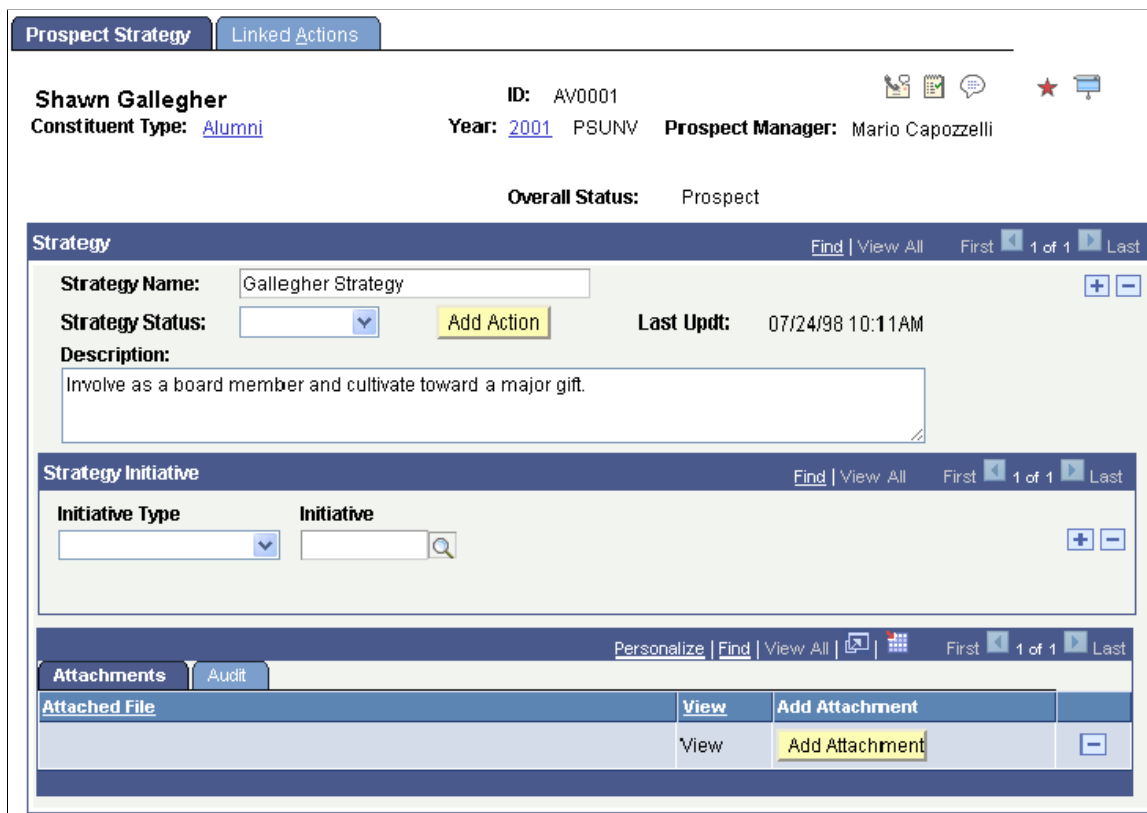 Prospect Strategy Linked Actions
Shawn Gallegher ID: AV0001
Constituent Type: Alumni Year: 2001 PSUNV Prospect Manager: Mario Capozzelli
Overall Status: Prospect
Strategy Find | View All First 1 of 1 Last
Strategy Name: Gallegher Strategy
Strategy Status: Add Action Last Updt: 07/24/98 10:11AM
Description:
Involve as a board member and cultivate toward a major gift.
Strategy Initiative Find | View All First 1 of 1 Last
Initiative Type Initiative
Personalize | Find | View All | | First 1 of 1 Last
Attachments Audit
Attached File View Add Attachment
View Add Attachment